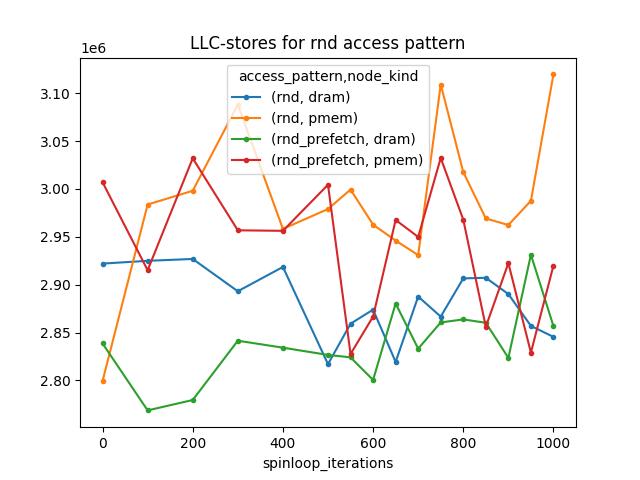 LLC-stores for rnd access pattern
1e6
access_pattern,node_kind
(rnd, dram)
(rnd, pmem)
(rnd_prefetch, dram)
(rnd_prefetch, pmem)
3.10
3.05
3.00
2.95
2.90
2.85
2.80
0 200 400 600 800 1000
spinloop_iterations